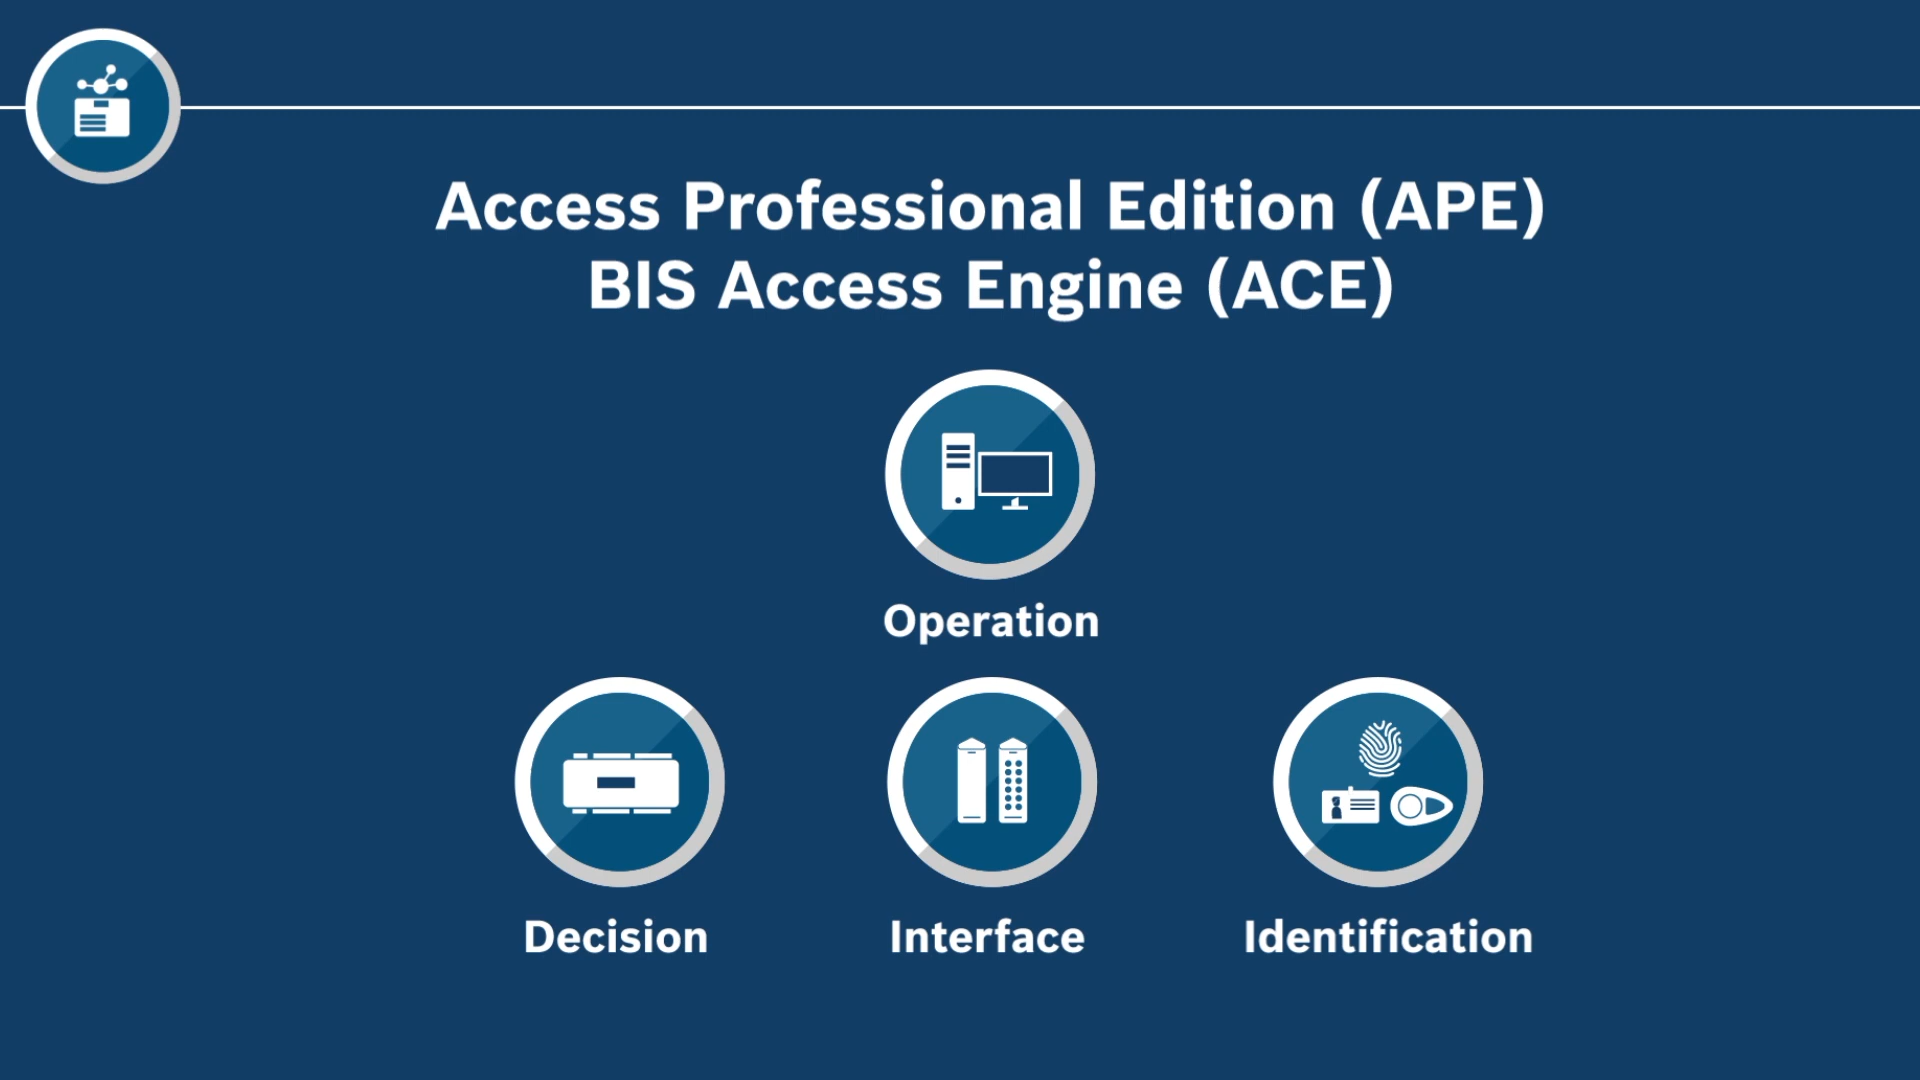 Access Professional Edition (APE)
BIS Access Engine (ACE)
Operation
Decision
Interface
Identification